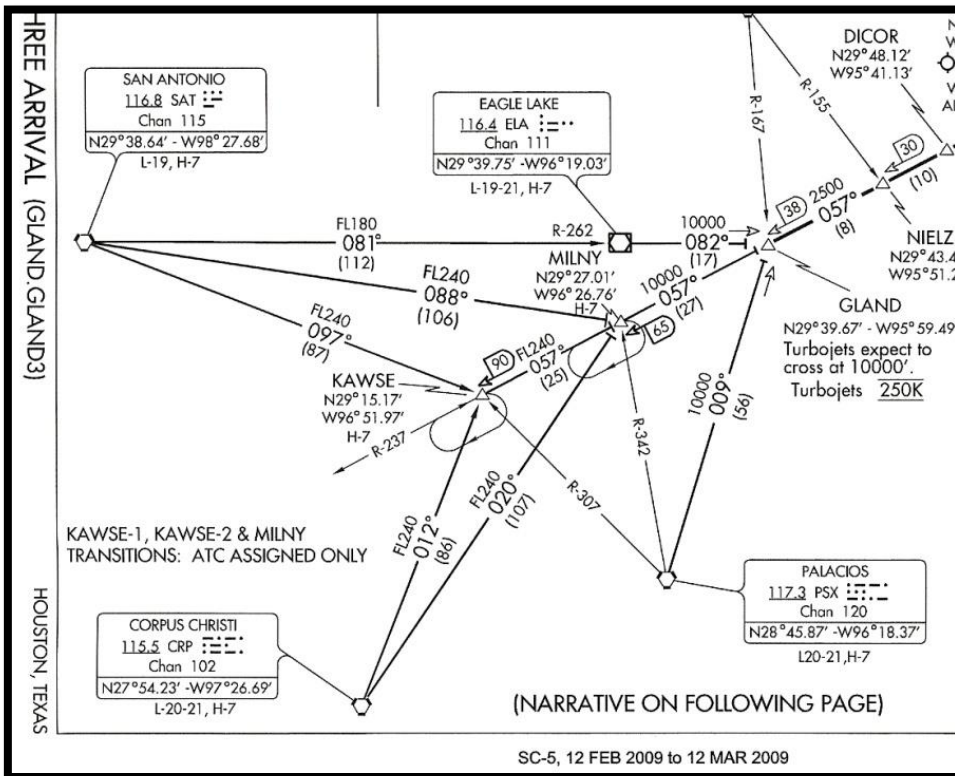 HREE ARRIVAL (GLAND.GLAND3)
HOUSTON, TEXAS
SAN ANTONIO
116.8 SAT
Chan 115
N29°38.64' - W98°27.68'
L-19, H-7
EAGLE LAKE
116.4 ELA
Chan 111
N29°39.75' -W96°19.03'
L-19-21, H-7
DICOR
N29°48.12'
W95°41.13'
R-167
R-155
30
(10)
38
2500
057°
(8)
NIELZ
N29°43.4
W95°51.2
FL180
081°
(112)
R-262
10000
082°
(17)
MILNY
N29°27.01'
W96°26.76'
H-7
10000
057°
(27)
65
GLAND
N29°39.67' - W95°59.49'
Turbojets expect to
cross at 10000'.
Turbojets 250K
FL240
088°
(106)
FL240
097°
(87)
90
FL240
057°
(25)
KAWSE
N29°15.17'
W96°51.97'
H-7
R-237
R-342
R-307
10000
009°
(56)
FL240
012°
(86)
FL240
020°
(107)
KAWSE-1, KAWSE-2 & MILNY
TRANSITIONS: ATC ASSIGNED ONLY
PALACIOS
117.3 PSX
Chan 120
N28°45.87' -W96°18.37'
L20-21,H-7
CORPUS CHRISTI
115.5 CRP
Chan 102
N27°54.23' -W97°26.69'
L-20-21, H-7
(NARRATIVE ON FOLLOWING PAGE)
SC-5, 12 FEB 2009 to 12 MAR 2009